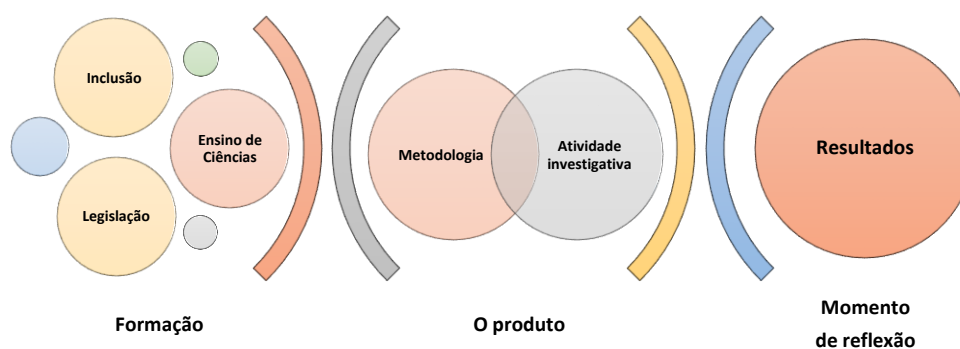 Inclusão
Ensino de
Ciências
Legislação
Metodologia
Atividade
investigativa
Resultados
Formação
O produto
Momento
de reflexão